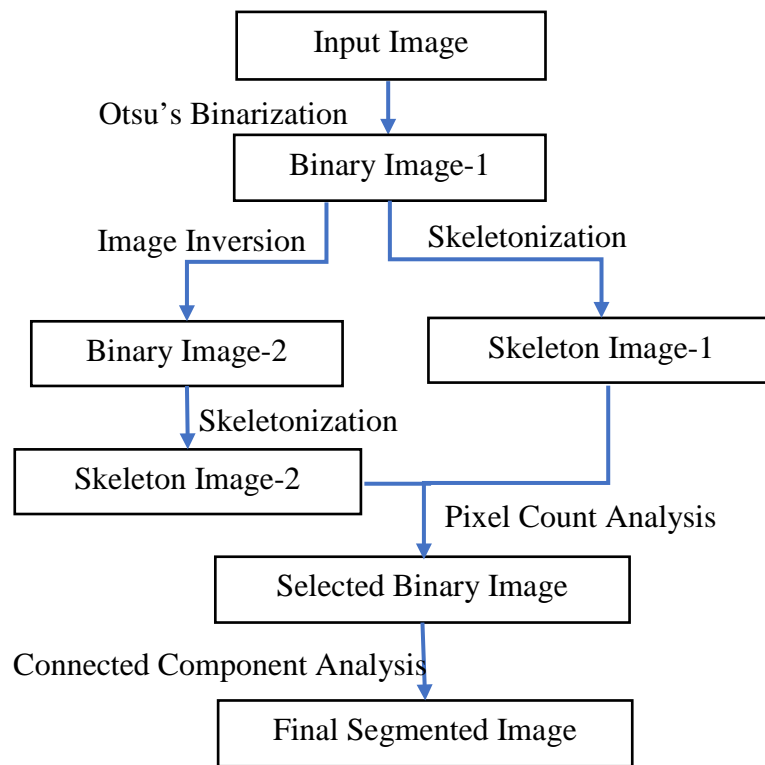 Input Image
Otsu’s Binarization
Binary Image-1
Image Inversion
Skeletonization
Binary Image-2
Skeleton Image-1
Skeletonization
Skeleton Image-2
Pixel Count Analysis
Selected Binary Image
Connected Component Analysis
Final Segmented Image